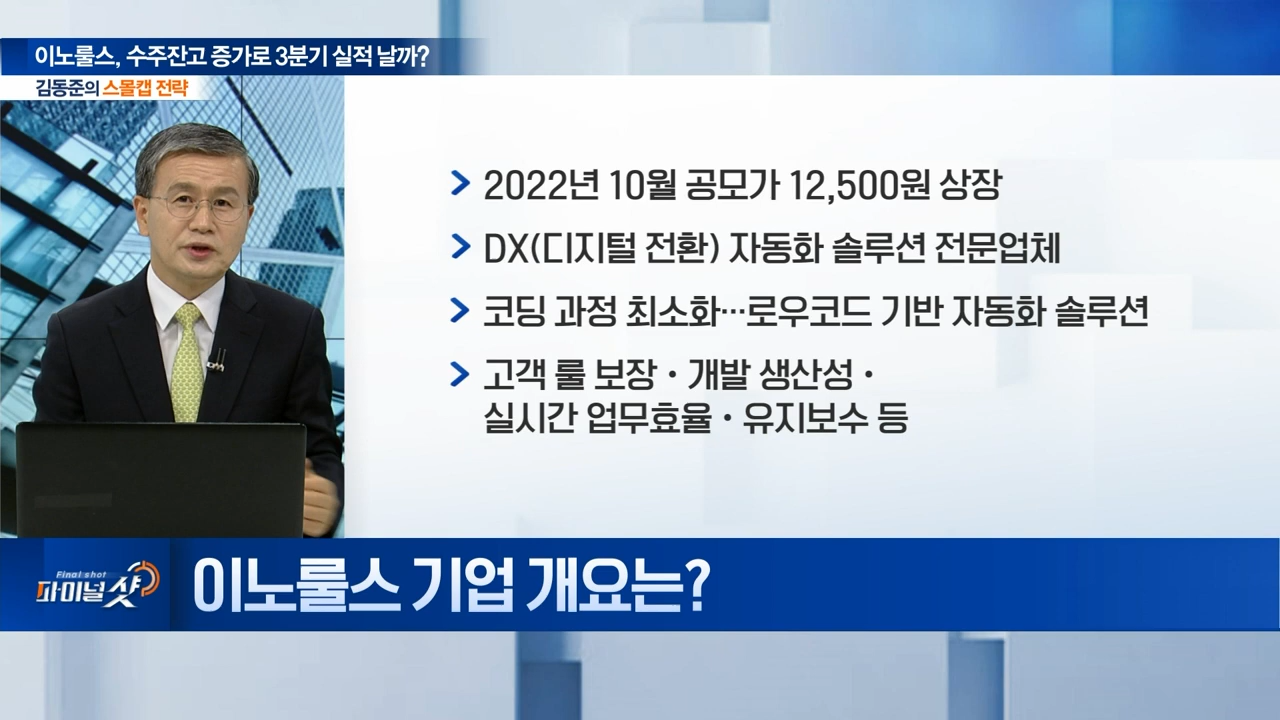 이노룰스, 수주잔고 증가로 3분기 실적 날까?
김동준의 스몰캡 전략
2022년 10월 공모가 12,500원 상장
DX(디지털 전환) 자동화 솔루션 전문업체
코딩 과정 최소화…로우코드 기반 자동화 솔루션
고객 룰 보장·개발 생산성·
실시간 업무효율·유지보수 등
Final shot
파이널샷
이노룰스 기업 개요는?